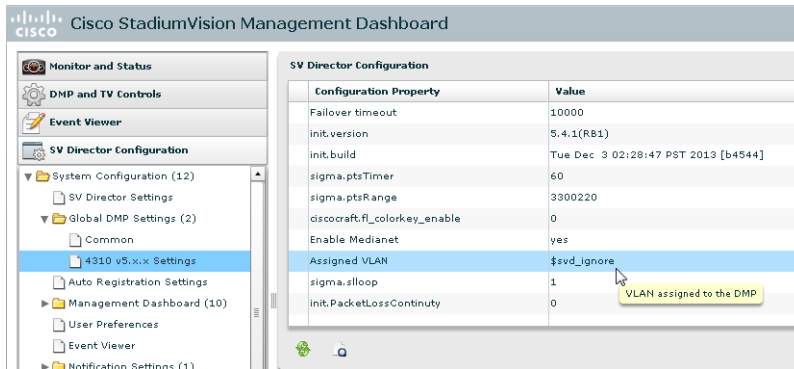 CISCO
Cisco StadiumVision Management Dashboard
Monitor and Status
DMP and TV Controls
Event Viewer
SV Director Configuration
System Configuration (12)
SV Director Settings
Global DMP Settings (2)
Common
4310 v5.x.x Settings
Auto Registration Settings
Management Dashboard (10)
User Preferences
Event Viewer
Notification Settings (1)
SV Director Configuration
Configuration Property Value
Failover timeout 10000
init.version 5.4.1(RB1)
init.build Tue Dec 3 02:28:47 PST 2013 [b4544]
sigma.ptsTimer 60
sigma.ptsRange 3300220
ciscocraft.fl_colorkey_enable 0
Enable Medianet yes
Assigned VLAN $svd_ignore
sigma.slloop 1
VLAN assigned to the DMP
init.PacketLossContinuty 0